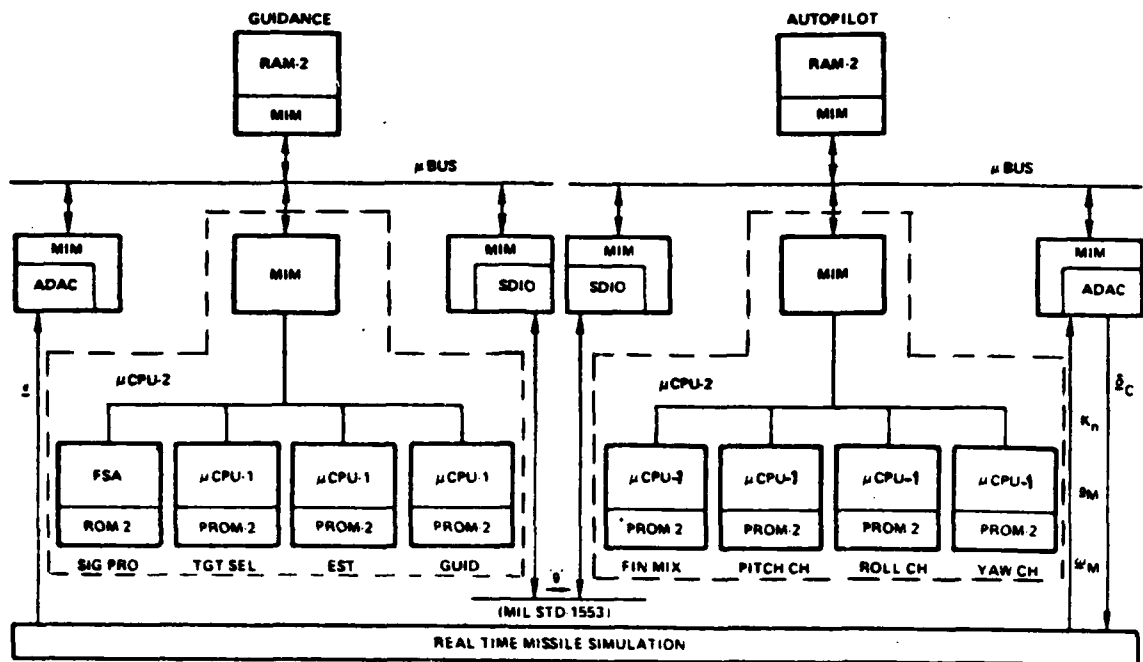 GUIDANCE
AUTOPILOT
RAM-2
MIM
RAM-2
MIM
μ BUS
μ BUS
MIM
ADAC
MIM
MIM
SDIO
MIM
SDIO
MIM
MIM
ADAC
μCPU-2
μCPU-2
δC
Kn
FSA
ROM-2
μCPU-1
PROM-2
μCPU-1
PROM-2
μCPU-1
PROM-2
μCPU-1
PROM-2
μCPU-1
PROM-2
μCPU-1
PROM-2
μCPU-1
PROM-2
SIG PRO
TGT SEL
EST
GUID
FIN MIX
PITCH CH
ROLL CH
YAW CH
(MIL STD-1553)
REAL TIME MISSILE SIMULATION